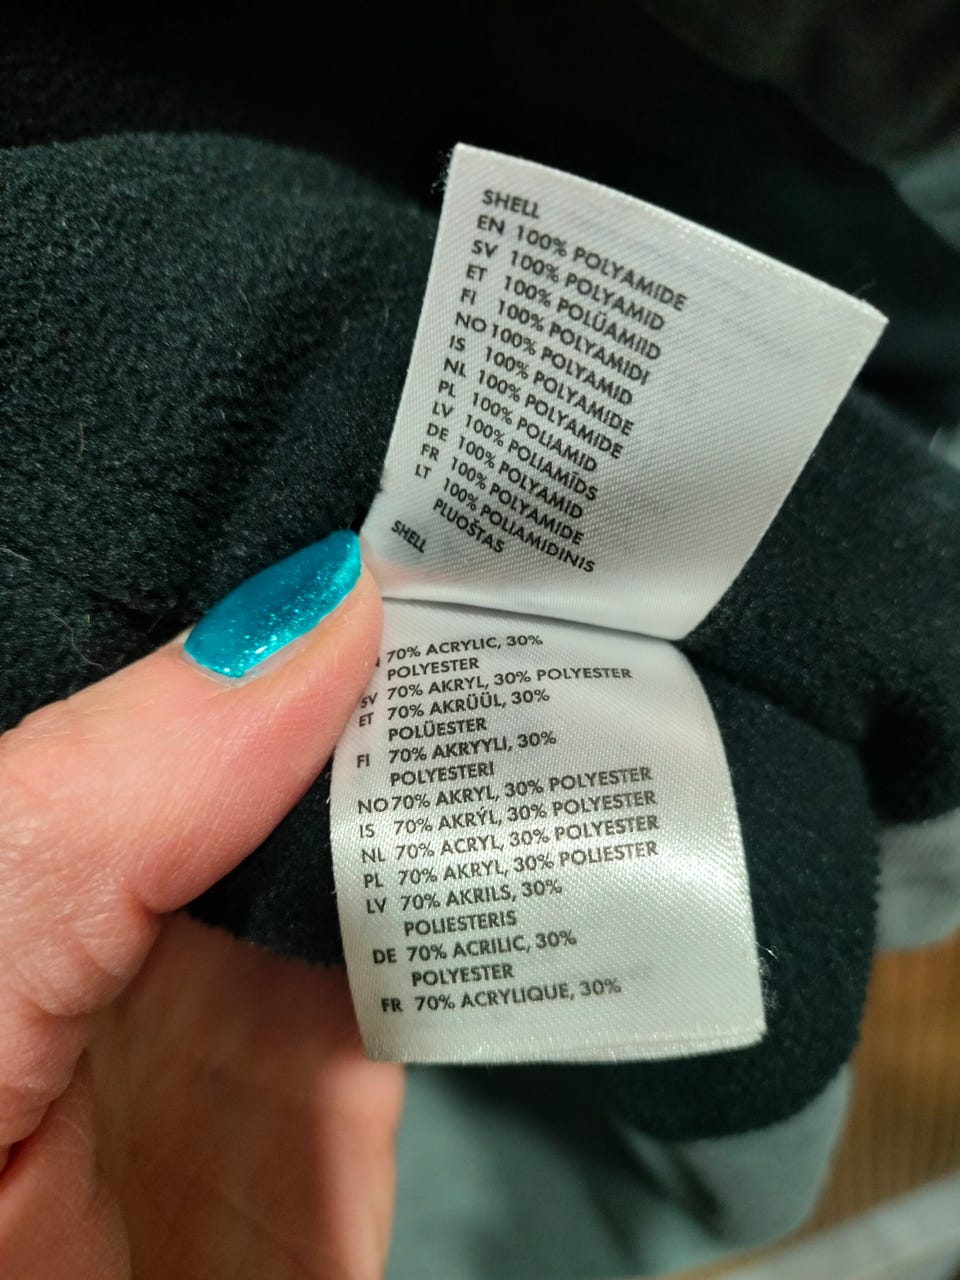 SHELL
EN 100% POLYAMIDE
SV 100% POLYAMID
ET 100% POLÜAMIID
FI 100% POLYAMIDI
NO 100% POLYAMID
IS 100% POLYAMIDE
NL 100% POLYAMIDE
PL 100% POLIAMID
LV 100% POLIAMĪDS
DE 100% POLYAMID
FR 100% POLYAMIDE
LT 100% POLIAMIDINIS
PLUOŠTAS
SHELL
70% ACRYLIC, 30%
POLYESTER
SV 70% AKRYL, 30% POLYESTER
ET 70% AKRÜÜL, 30%
POLÜESTER
FI 70% AKRYYLI, 30%
POLYESTERI
NO 70% AKRYL, 30% POLYESTER
IS 70% AKRÝL, 30% POLYESTER
NL 70% ACRYL, 30% POLYESTER
PL 70% AKRYL, 30% POLIESTER
LV 70% AKRILS, 30%
POLIESTERIS
DE 70% ACRILIC, 30%
POLYESTER
FR 70% ACRYLIQUE, 30%